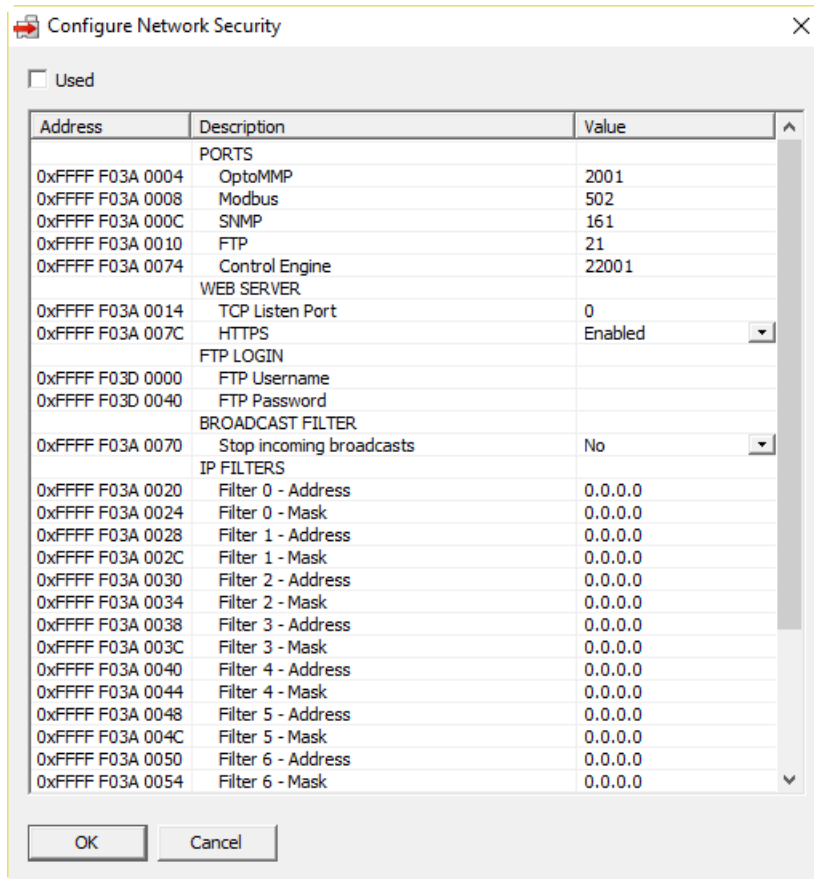 Configure Network Security
Used
Address Description Value
PORTS
0xFFFF F03A 0004 OptoMMP 2001
0xFFFF F03A 0008 Modbus 502
0xFFFF F03A 000C SNMP 161
0xFFFF F03A 0010 FTP 21
0xFFFF F03A 0074 Control Engine 22001
WEB SERVER
0xFFFF F03A 0014 TCP Listen Port 0
0xFFFF F03A 007C HTTPS Enabled
FTP LOGIN
0xFFFF F03D 0000 FTP Username
0xFFFF F03D 0040 FTP Password
BROADCAST FILTER
0xFFFF F03A 0070 Stop incoming broadcasts No
IP FILTERS
0xFFFF F03A 0020 Filter 0 - Address 0.0.0.0
0xFFFF F03A 0024 Filter 0 - Mask 0.0.0.0
0xFFFF F03A 0028 Filter 1 - Address 0.0.0.0
0xFFFF F03A 002C Filter 1 - Mask 0.0.0.0
0xFFFF F03A 0030 Filter 2 - Address 0.0.0.0
0xFFFF F03A 0034 Filter 2 - Mask 0.0.0.0
0xFFFF F03A 0038 Filter 3 - Address 0.0.0.0
0xFFFF F03A 003C Filter 3 - Mask 0.0.0.0
0xFFFF F03A 0040 Filter 4 - Address 0.0.0.0
0xFFFF F03A 0044 Filter 4 - Mask 0.0.0.0
0xFFFF F03A 0048 Filter 5 - Address 0.0.0.0
0xFFFF F03A 004C Filter 5 - Mask 0.0.0.0
0xFFFF F03A 0050 Filter 6 - Address 0.0.0.0
0xFFFF F03A 0054 Filter 6 - Mask 0.0.0.0
OK Cancel